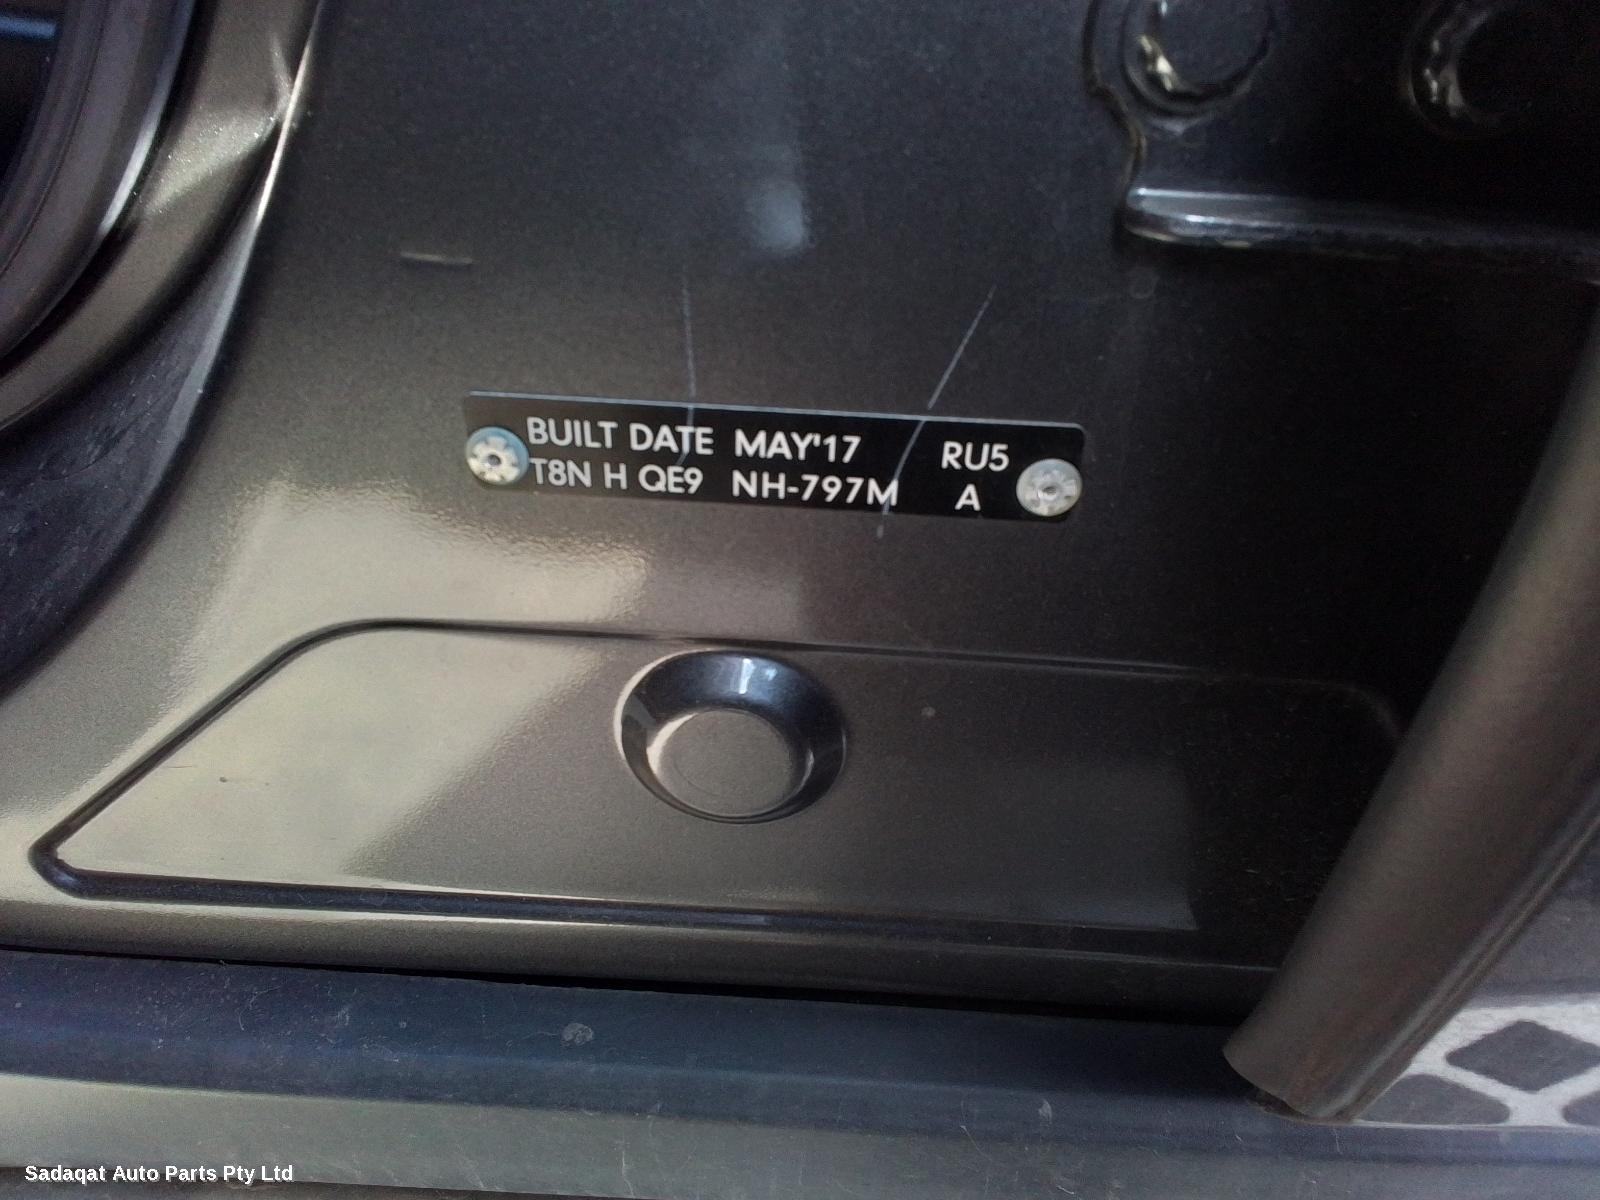 BUILT DATE MAY'17 RU5
T8N H QE9 NH-797M A
Sadaqat Auto Parts Pty Ltd